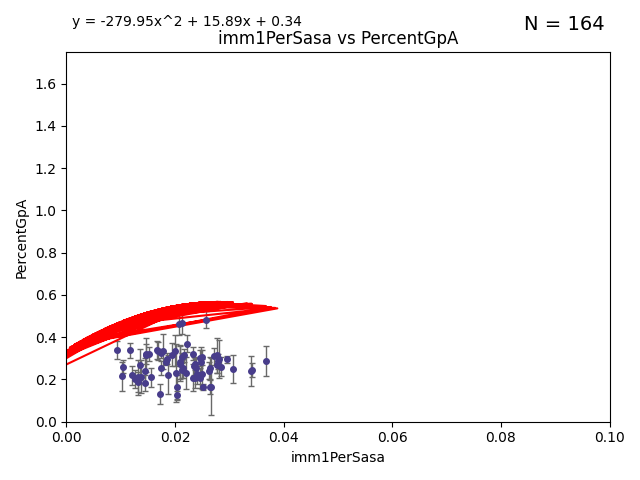 y = -279.95x^2 + 15.89x + 0.34
N = 164
imm1PerSasa vs PercentGpA
1.6
1.4
1.2
1.0
0.8
0.6
0.4
0.2
0.0
PercentGpA
0.00 0.02 0.04 0.06 0.08 0.10
imm1PerSasa